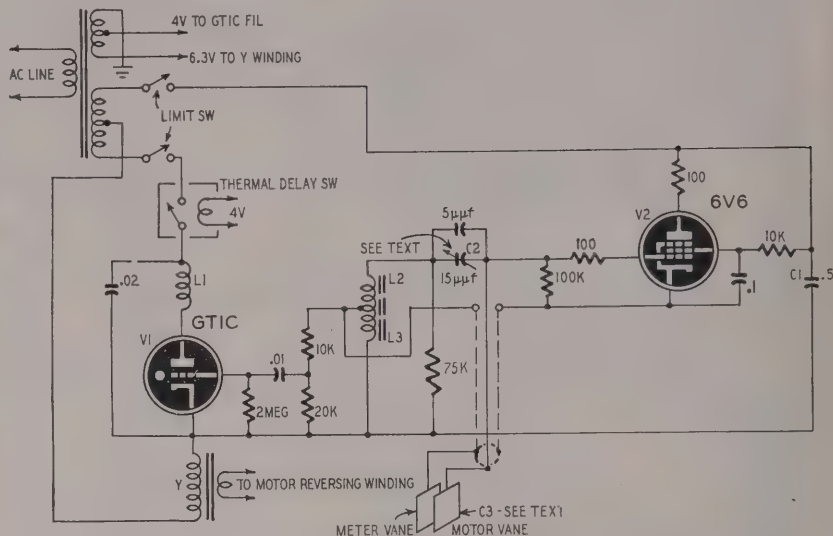 4V TO GTIC FIL
6.3V TO Y WINDING
AC LINE
LIMIT SW
THERMAL DELAY SW
4V
.02
L1
V1
GTIC
.01
2MEG
10K
20K
L2
L3
SEE TEXT
5μμf
C2
15μμf
75K
100K
100
100
V2
6V6
10K
.1
C1
.5
Y
TO MOTOR REVERSING WINDING
METER VANE
C3 - SEE TEXT
MOTOR VANE